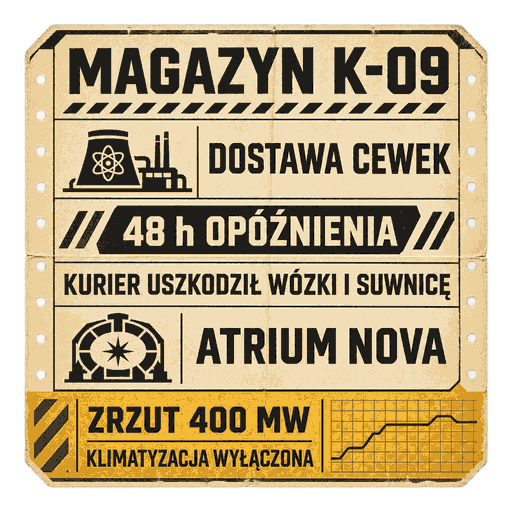 MAGAZYN K-09
DOSTAWA CEWEK
48 h OPÓŹNIENIA
KURIER USZKODZIŁ WÓZKI I SUWNICĘ
ATRIUM NOVA
ZRZUT 400 MW
KLIMATYZACJA WYŁĄCZONA